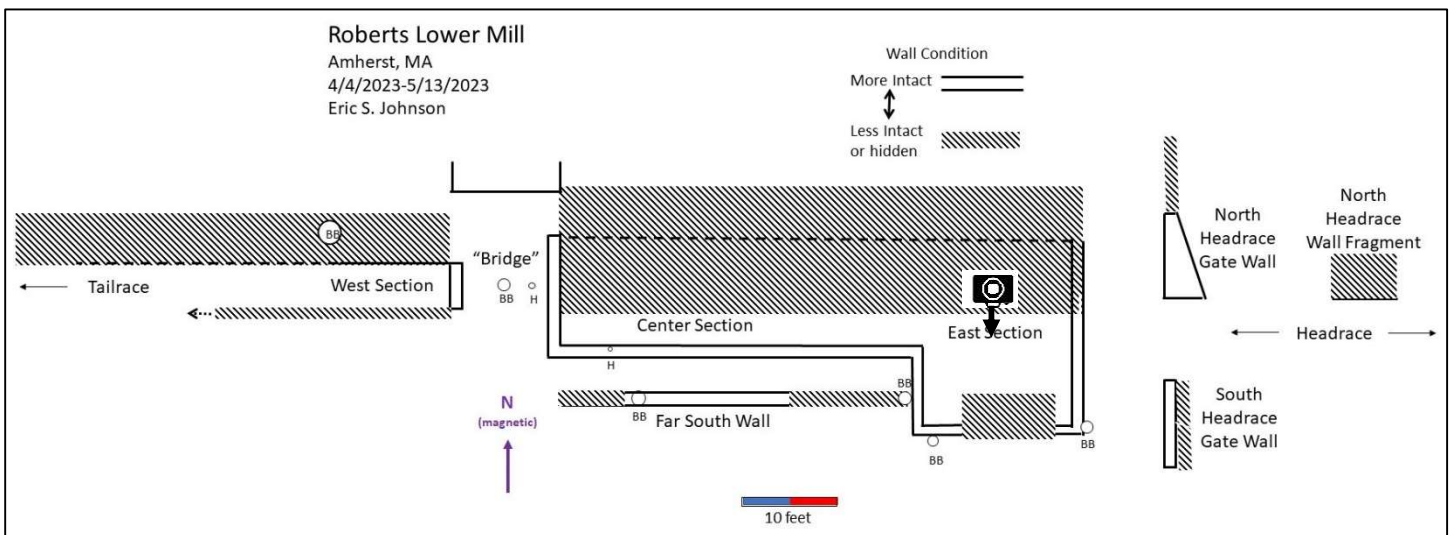 Roberts Lower Mill
Amherst, MA
4/4/2023-5/13/2023
Eric S. Johnson
Wall Condition
More Intact
Less Intact
or hidden
North
Headrace
Gate Wall
North
Headrace
Wall Fragment
BB
"Bridge"
BB
H
Tailrace
West Section
Center Section
East Section
Headrace
H
BB
BB
Far South Wall
BB
BB
South
Headrace
Gate Wall
N
(magnetic)
10 feet